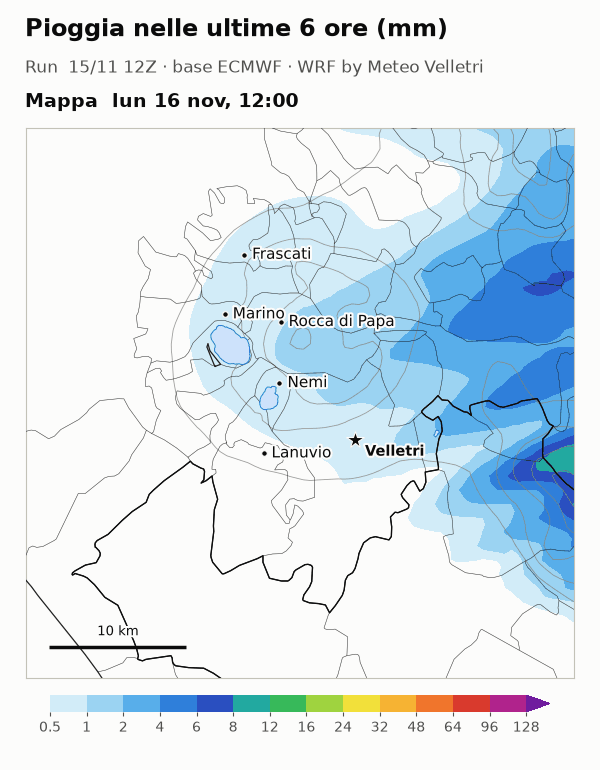 Pioggia nelle ultime 6 ore (mm)
Run  15/11 12Z · base ECMWF · WRF by Meteo Velletri
Mappa  lun 16 nov, 12:00
Frascati
Marino
Rocca di Papa
Nemi
Velletri
Lanuvio
10 km
0.5 1 2 4 6 8 12 16 24 32 48 64 96 128